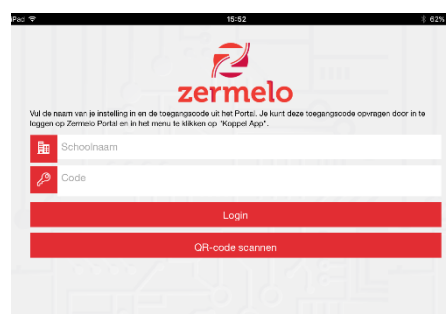 iPad 15:52 62%
zermelo
Vul de naam van je instelling in en de toegangscode uit het Portal. Je kunt deze toegangscode opvragen door in te
loggen op Zermelo Portal en in het menu te klikken op "Koppel App".
Schoolnaam
Code
Login
QR-code scannen